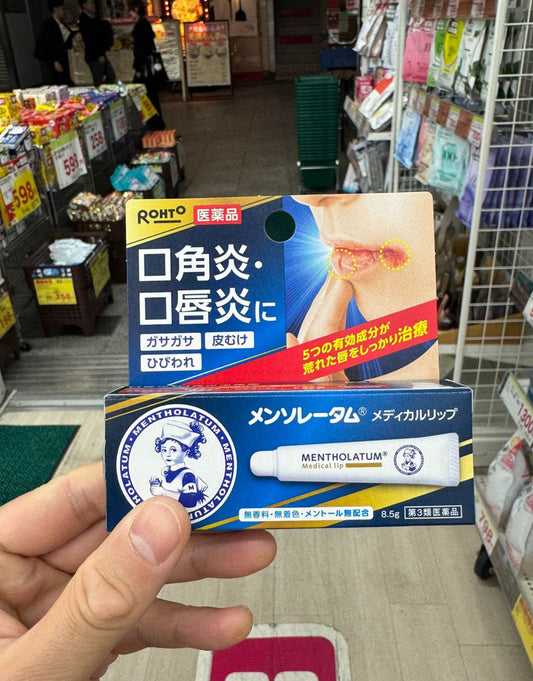 ROHTO 医薬品
口角炎・
口唇炎に
ガサガサ 皮むけ
ひびわれ
5つの有効成分が
荒れた唇をしっかり治療
メンソレータム® メディカルリップ
MENTHOLATUM・MENTHOLATUM・MENTHOLATUM
M
MENTHOLATUM®
Medical lip
無香料・無着色・メントール無配合
8.5g 第3類医薬品
598
258
598
258